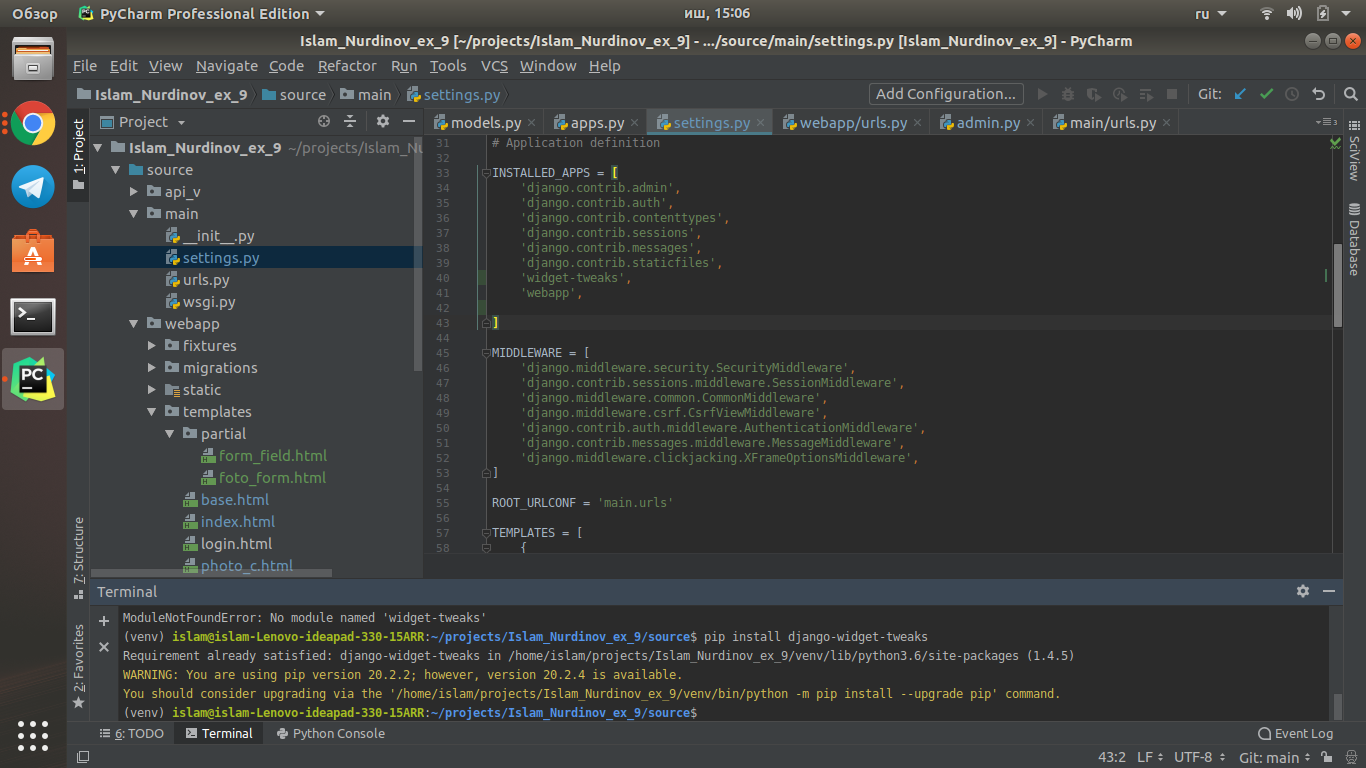 Обзор
PyCharm Professional Edition
иш, 15:06
ru
Islam_Nurdinov_ex_9 [~/projects/Islam_Nurdinov_ex_9] - .../source/main/settings.py [Islam_Nurdinov_ex_9] - PyCharm
File Edit View Navigate Code Refactor Run Tools VCS Window Help
Islam_Nurdinov_ex_9 source main settings.py
Add Configuration...
Git:
1: Project
Project
models.py apps.py settings.py webapp/urls.py admin.py main/urls.py
3
Islam_Nurdinov_ex_9 ~/projects/Islam_Nu
source
api_v
main
__init__.py
settings.py
urls.py
wsgi.py
webapp
fixtures
migrations
static
templates
partial
form_field.html
foto_form.html
base.html
index.html
login.html
photo_c.html
31 # Application definition
32
33 INSTALLED_APPS = [
34 'django.contrib.admin',
35 'django.contrib.auth',
36 'django.contrib.contenttypes',
37 'django.contrib.sessions',
38 'django.contrib.messages',
39 'django.contrib.staticfiles',
40 'widget-tweaks',
41 'webapp',
42
43 ]
44
45 MIDDLEWARE = [
46 'django.middleware.security.SecurityMiddleware',
47 'django.contrib.sessions.middleware.SessionMiddleware',
48 'django.middleware.common.CommonMiddleware',
49 'django.middleware.csrf.CsrfViewMiddleware',
50 'django.contrib.auth.middleware.AuthenticationMiddleware',
51 'django.contrib.messages.middleware.MessageMiddleware',
52 'django.middleware.clickjacking.XFrameOptionsMiddleware',
53 ]
54
55 ROOT_URLCONF = 'main.urls'
56
57 TEMPLATES = [
58 {
SciView
Database
7: Structure
2: Favorites
Terminal
ModuleNotFoundError: No module named 'widget-tweaks'
(venv) islam@islam-Lenovo-ideapad-330-15ARR:~/projects/Islam_Nurdinov_ex_9/source$ pip install django-widget-tweaks
Requirement already satisfied: django-widget-tweaks in /home/islam/projects/Islam_Nurdinov_ex_9/venv/lib/python3.6/site-packages (1.4.5)
WARNING: You are using pip version 20.2.2; however, version 20.2.4 is available.
You should consider upgrading via the '/home/islam/projects/Islam_Nurdinov_ex_9/venv/bin/python -m pip install --upgrade pip' command.
(venv) islam@islam-Lenovo-ideapad-330-15ARR:~/projects/Islam_Nurdinov_ex_9/source$
6: TODO Terminal Python Console Event Log
43:2 LF UTF-8 Git: main
PC